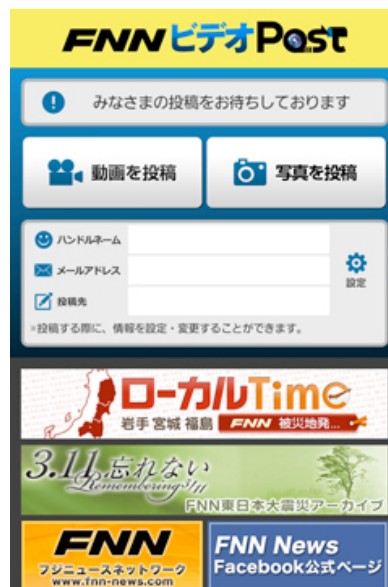 FNNビデオPost
みなさまの投稿をお待ちしております
動画を投稿
写真を投稿
ハンドルネーム
メールアドレス
投稿先
設定
※投稿する際に、情報を設定・変更することができます。
ローカルTime
岩手 宮城 福島 FNN 被災地発...
3.11 忘れない
Remembering 3/11
FNN東日本大震災アーカイブ
FNN
フジニュースネットワーク
www.fnn-news.com
FNN News
Facebook公式ページ